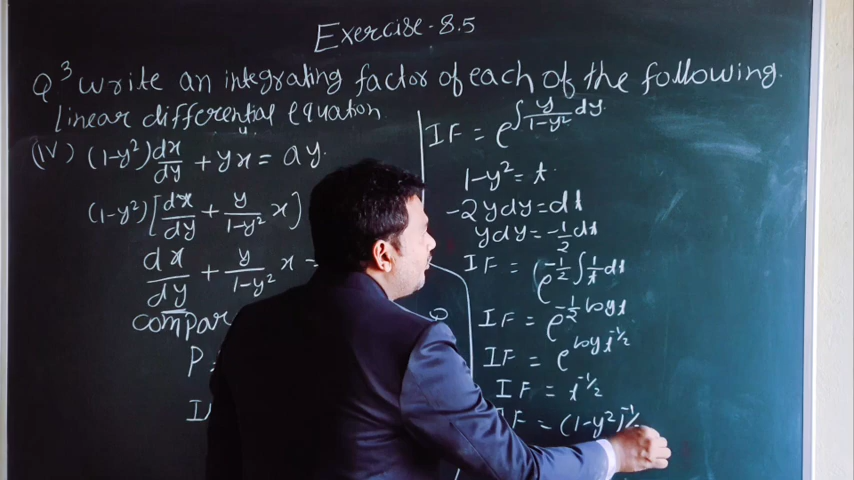 Exercise-8.5
Q 3 write an integrating factor of each of the following.
linear differential equation
(IV) (1-y²) dx/dy + yx = ay.
(1-y²) [dx/dy + y/1-y² x]
dx/dy + y/1-y² x =
compar
P =
I
IF = e^∫ y/1-y² dy
1-y² = t.
-2ydy = dt
ydy = -1/2 dt
IF = e^-1/2 ∫ 1/t dt
IF = e^-1/2 log t
IF = e^log t^-1/2
IF = t^-1/2
IF = (1-y²)^-1/